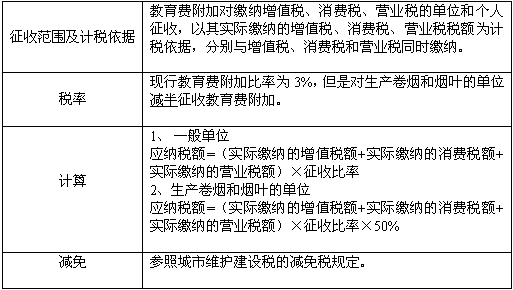 征收范围及计税依据
教育费附加对缴纳增值税、消费税、营业税的单位和个人
征收，以其实际缴纳的增值税、消费税、营业税税额为计
税依据，分别与增值税、消费税和营业税同时缴纳。
税率
现行教育费附加比率为 3%，但是对生产卷烟和烟叶的单位
减半征收教育费附加。
计算
1、 一般单位
应纳税额=（实际缴纳的增值税额+实际缴纳的消费税额+
实际缴纳的营业税额）×征收比率
2、生产卷烟和烟叶的单位
应纳税额=（实际缴纳的增值税额+实际缴纳的消费税额+
实际缴纳的营业税额）×征收比率×50%
减免
参照城市维护建设税的减免税规定。